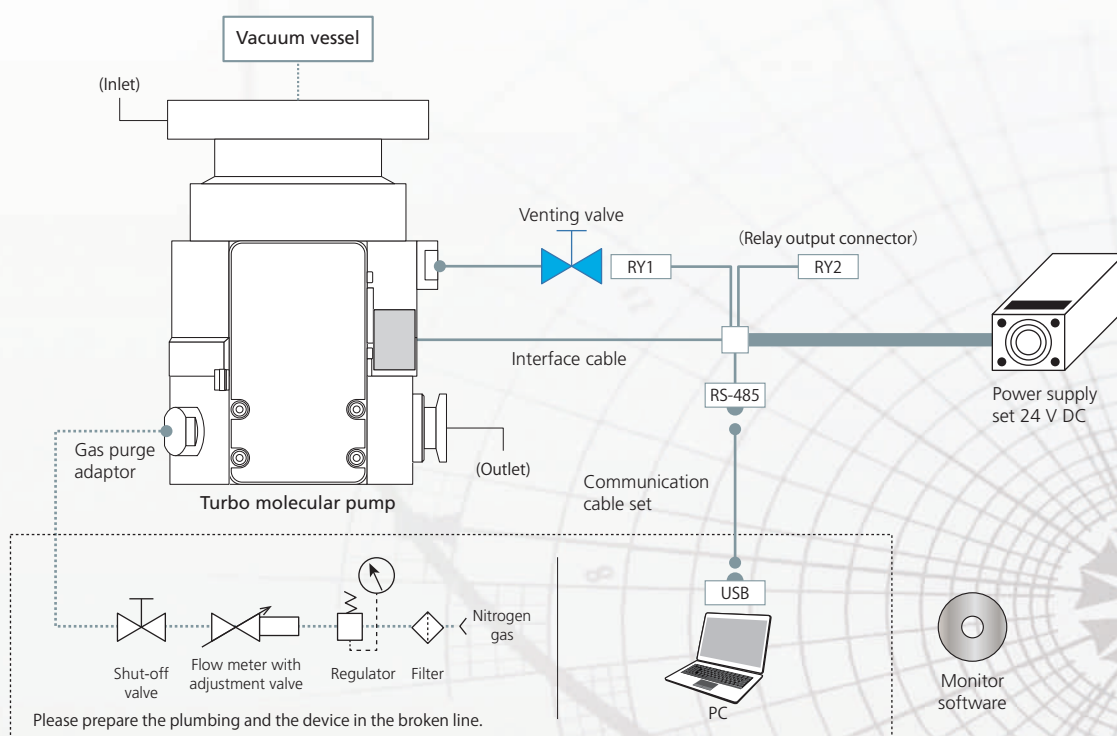 Vacuum vessel
(Inlet)
Venting valve
(Relay output connector)
RY1
RY2
Interface cable
RS-485
Power supply
set 24 V DC
Gas purge
adaptor
(Outlet)
Turbo molecular pump
Communication
cable set
USB
Nitrogen
gas
Shut-off
valve
Flow meter with
adjustment valve
Regulator
Filter
PC
Monitor
software
Please prepare the plumbing and the device in the broken line.